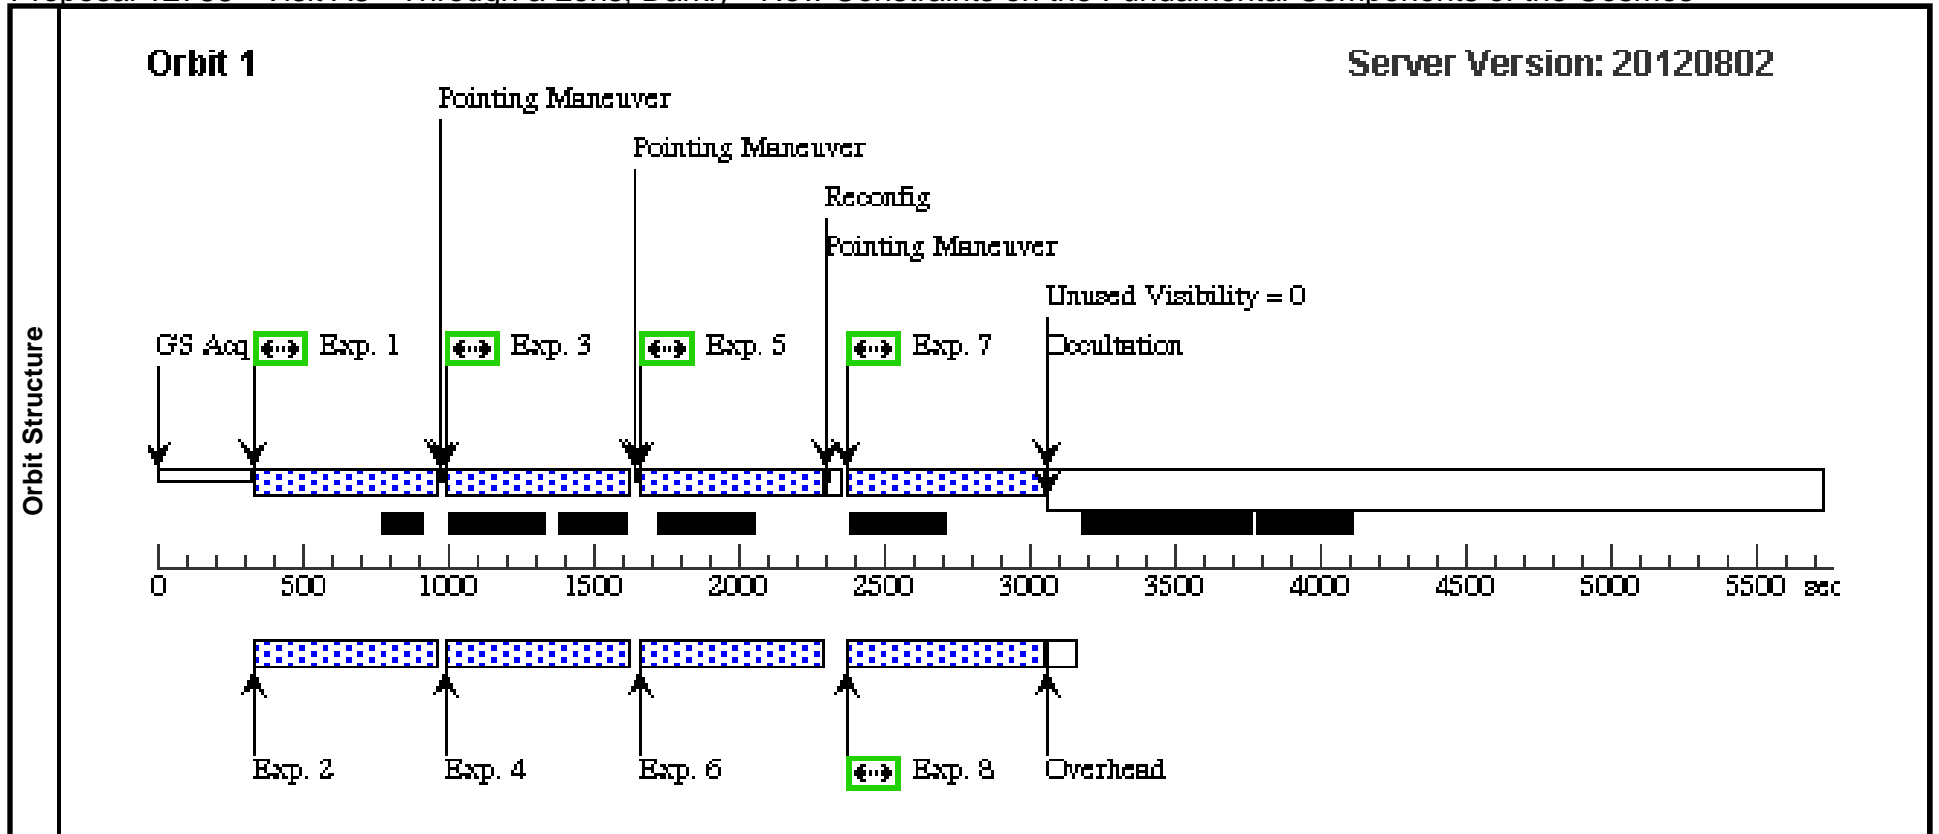 Orbit 1
Server Version: 20120802
Pointing Maneuver
Pointing Maneuver
Reconfig
Pointing Maneuver
Unused Visibility = 0
GS Acq Exp. 1 Exp. 3 Exp. 5 Exp. 7 Occultation
Orbit Structure
0 500 1000 1500 2000 2500 3000 3500 4000 4500 5000 5500 sec
Exp. 2 Exp. 4 Exp. 6 Exp. 8 Overhead